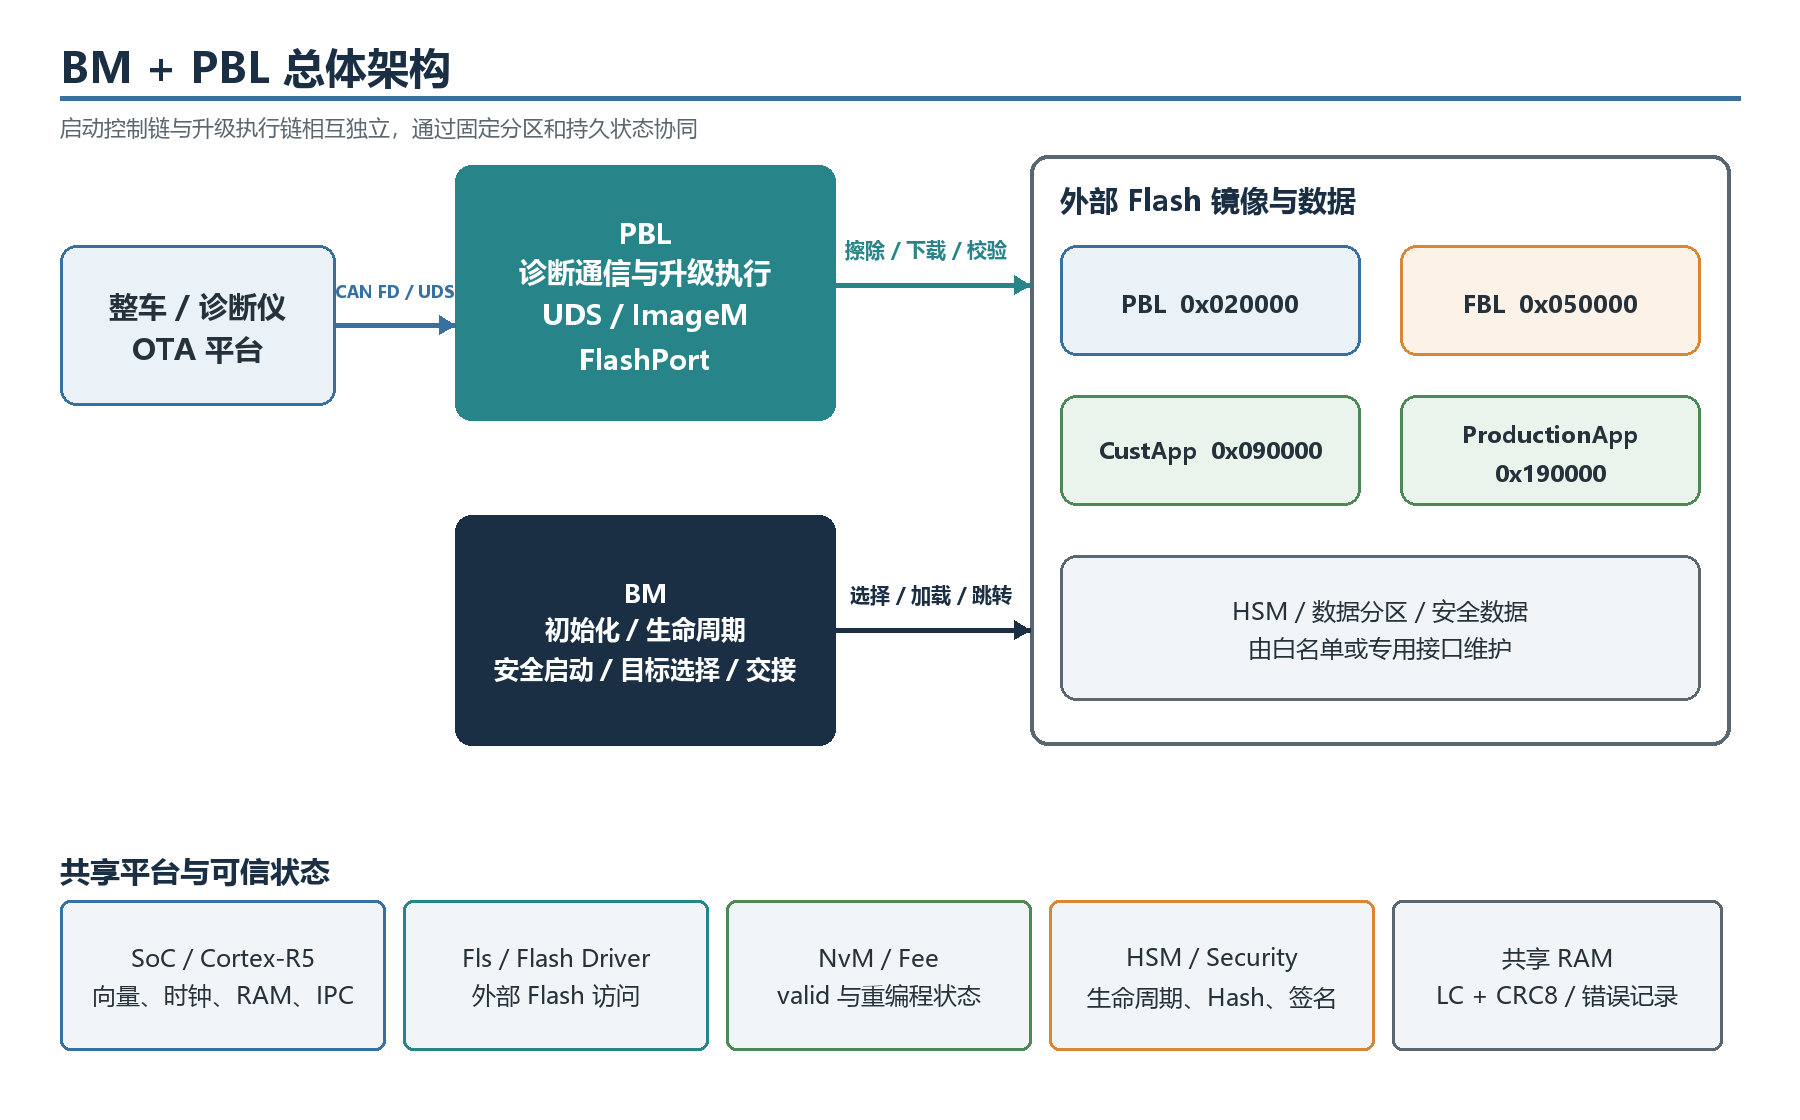 BM + PBL 总体架构
启动控制链与升级执行链相互独立，通过固定分区和持久状态协同
整车 / 诊断仪
OTA 平台
CAN FD / UDS
PBL
诊断通信与升级执行
UDS / ImageM
FlashPort
擦除 / 下载 / 校验
外部 Flash 镜像与数据
PBL 0x020000
FBL 0x050000
CustApp 0x090000
ProductionApp
0x190000
BM
初始化 / 生命周期
安全启动 / 目标选择 / 交接
选择 / 加载 / 跳转
HSM / 数据分区 / 安全数据
由白名单或专用接口维护
共享平台与可信状态
SoC / Cortex-R5
向量、时钟、RAM、IPC
Fls / Flash Driver
外部 Flash 访问
NvM / Fee
valid 与重编程状态
HSM / Security
生命周期、Hash、签名
共享 RAM
LC + CRC8 / 错误记录